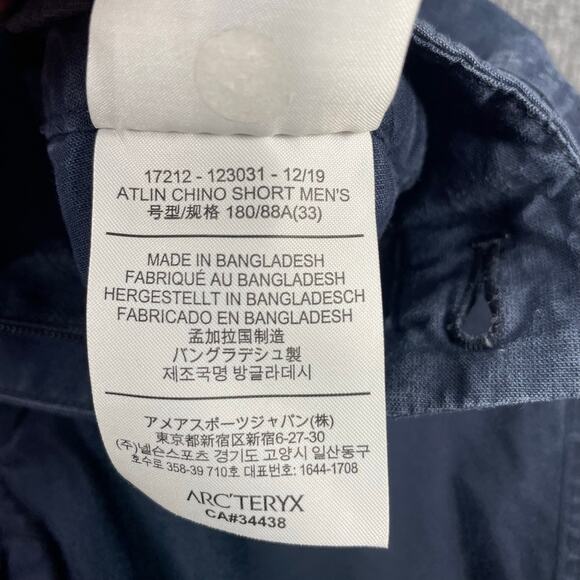 17212 - 123031 - 12/19
ATLIN CHINO SHORT MEN'S
号型/规格 180/88A(33)
MADE IN BANGLADESH
FABRIQUÉ AU BANGLADESH
HERGESTELLT IN BANGLADESCH
FABRICADO EN BANGLADESH
孟加拉国制造
バングラデシュ製
제조국명 방글라데시
アメアスポーツジャパン(株)
東京都新宿区新宿6-27-30
(주)넬슨스포츠 경기도 고양시 일산동구
호수로 358-39 710호 대표번호: 1644-1708
ARC'TERYX
CA#34438